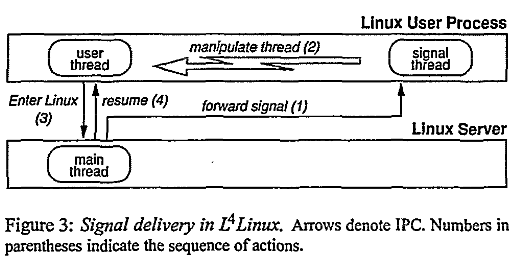 Linux User Process
user
thread
manipulate thread (2)
signal
thread
Enter Linux
(3)
resume (4)
forward signal (1)
Linux Server
main
thread
Figure 3: Signal delivery in L⁴Linux. Arrows denote IPC. Numbers in
parentheses indicate the sequence of actions.